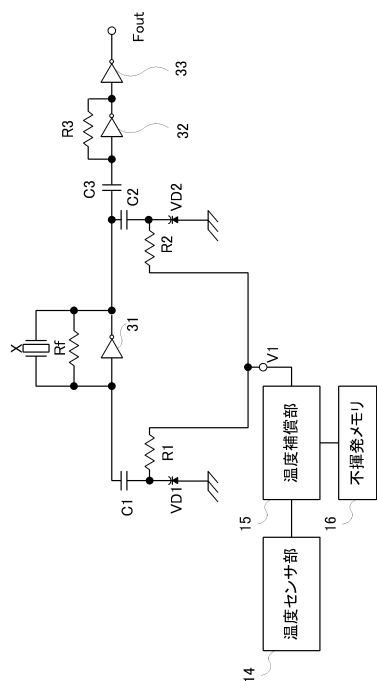 X
Rf
31
C1
VD1
R1
C3
C2
VD2
R2
R3
32
33
Fout
V1
温度補償部
15
不揮発メモリ
16
温度センサ部
14